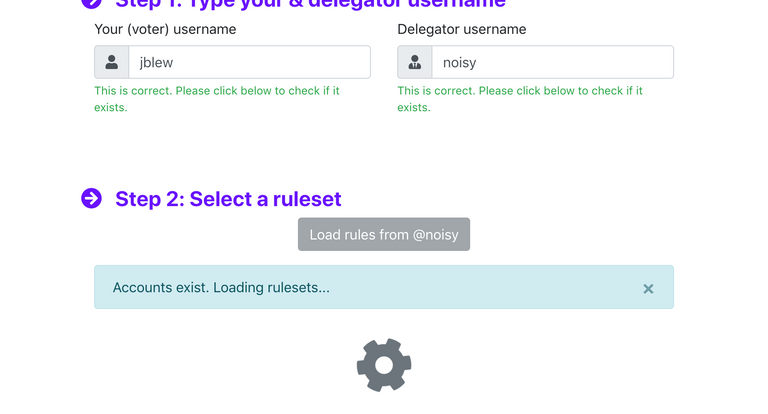 Step 1: Type your & delegator username
Your (voter) username
Delegator username
jblew
noisy
This is correct. Please click below to check if it
exists.
This is correct. Please click below to check if it
exists.
Step 2: Select a ruleset
Load rules from @noisy
Accounts exist. Loading rulesets...
×